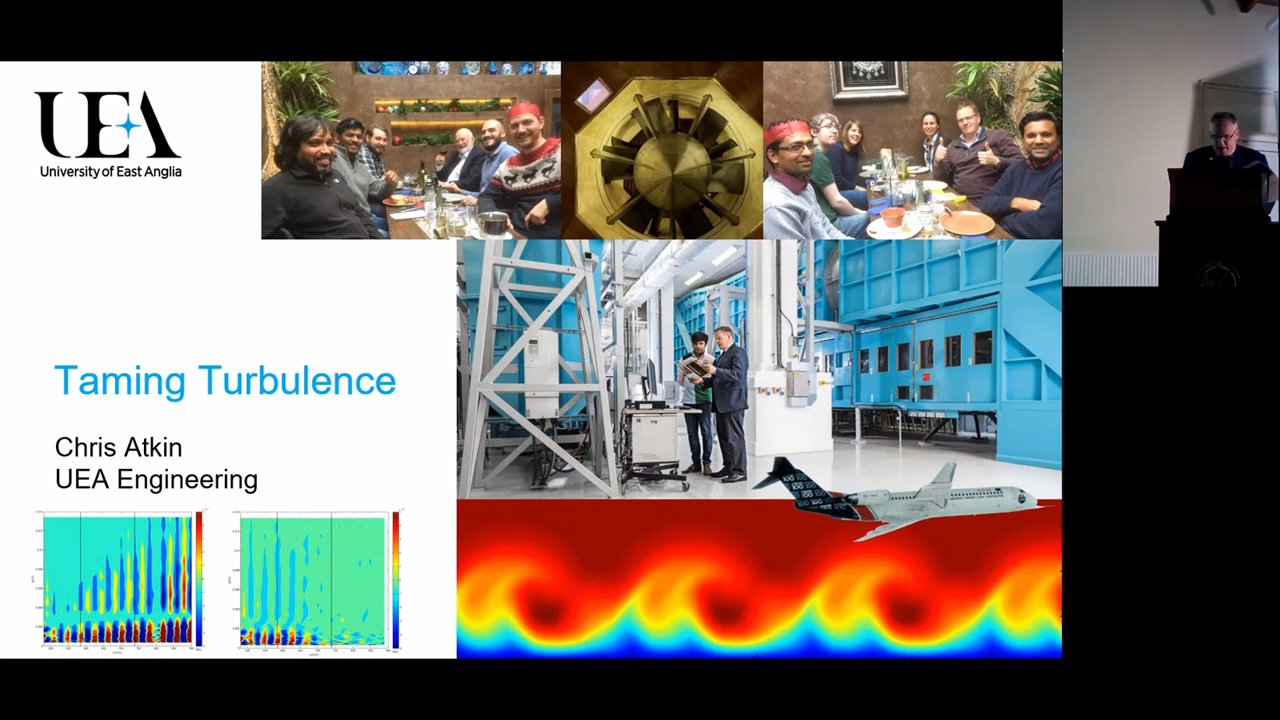 UEA
University of East Anglia
Taming Turbulence
Chris Atkin
UEA Engineering